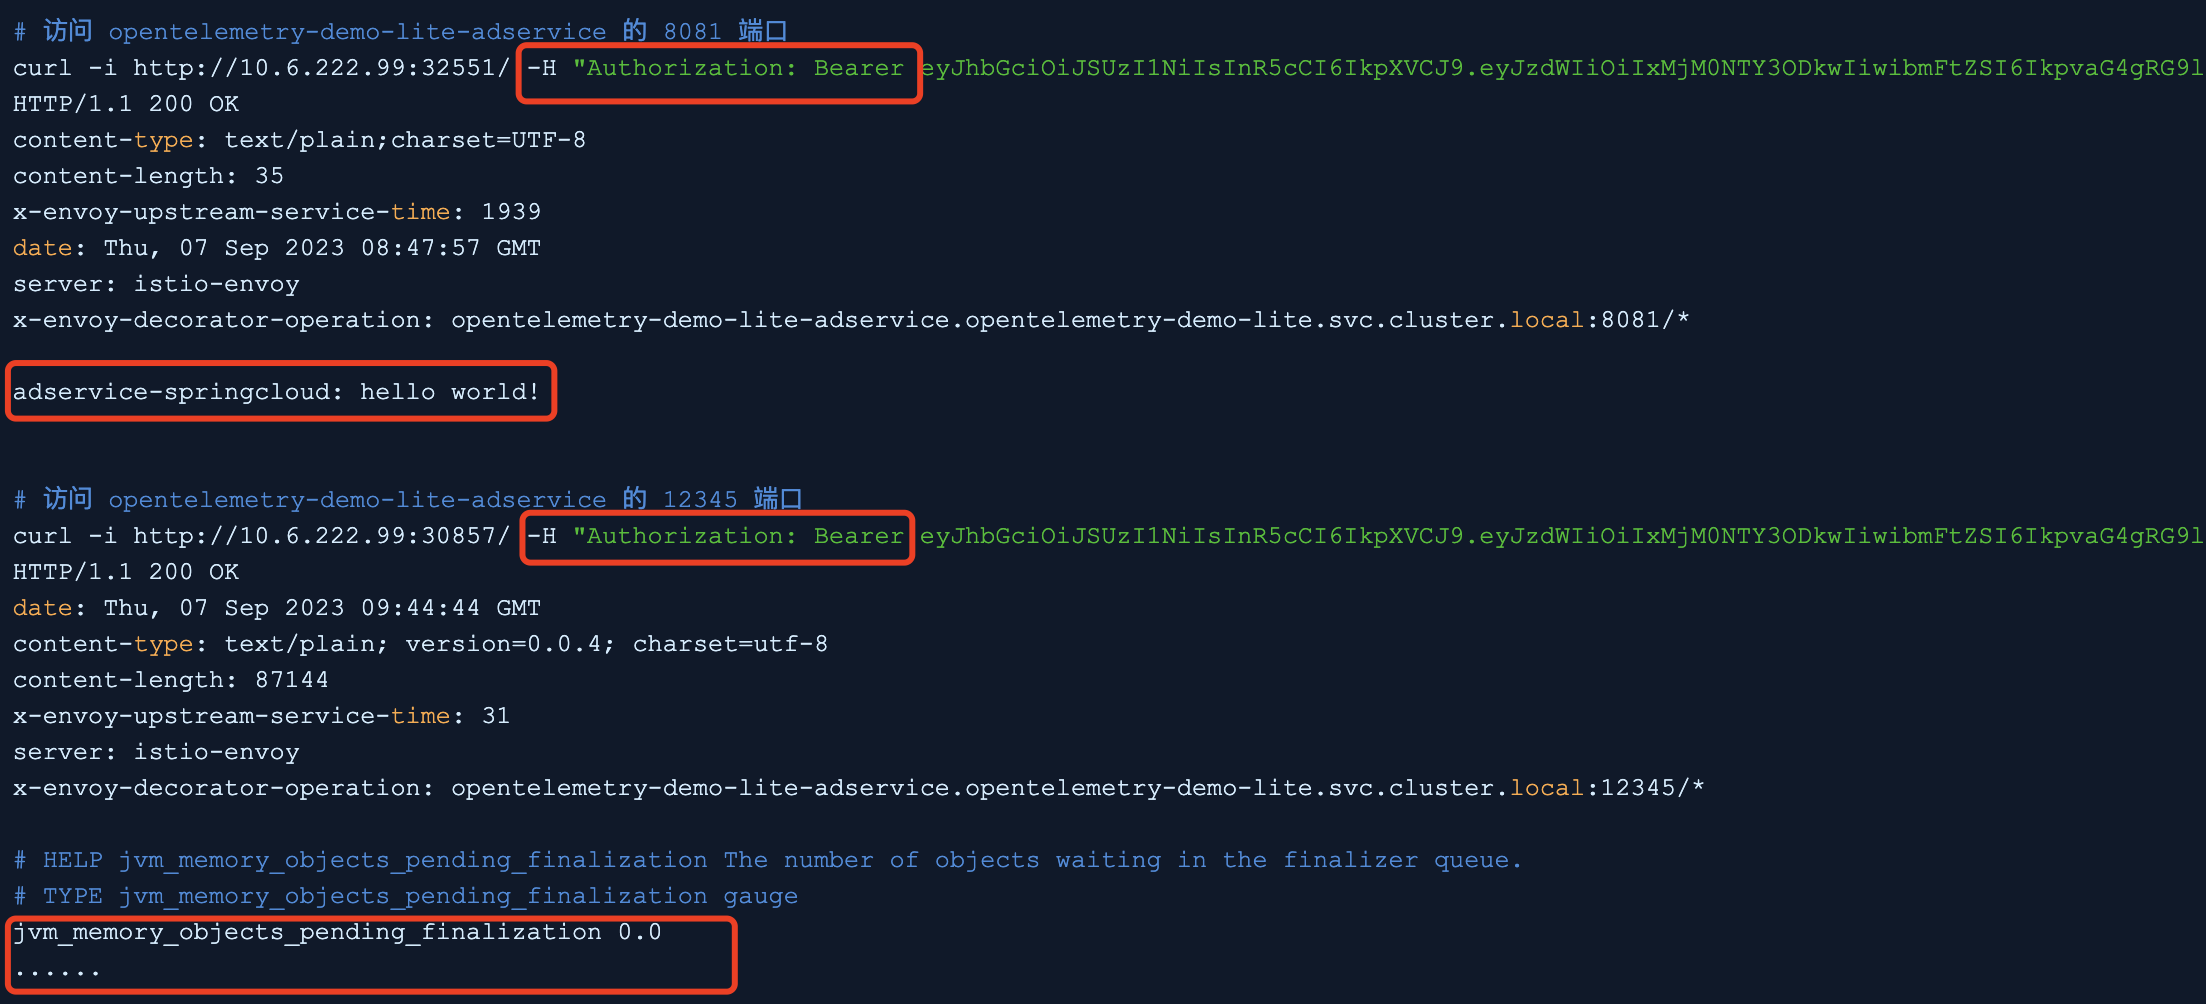 # 访问 opentelemetry-demo-lite-adservice 的 8081 端口
curl -i http://10.6.222.99:32551/ -H "Authorization: Bearer eyJhbGciOiJSUzI1NiIsInR5cCI6IkpXVCJ9.eyJzdWIiOiIxMjM0NTY3ODkwIiwibmFtZSI6IkpvaG4gRG9l
HTTP/1.1 200 OK
content-type: text/plain;charset=UTF-8
content-length: 35
x-envoy-upstream-service-time: 1939
date: Thu, 07 Sep 2023 08:47:57 GMT
server: istio-envoy
x-envoy-decorator-operation: opentelemetry-demo-lite-adservice.opentelemetry-demo-lite.svc.cluster.local:8081/*
adservice-springcloud: hello world!
# 访问 opentelemetry-demo-lite-adservice 的 12345 端口
curl -i http://10.6.222.99:30857/ -H "Authorization: Bearer eyJhbGciOiJSUzI1NiIsInR5cCI6IkpXVCJ9.eyJzdWIiOiIxMjM0NTY3ODkwIiwibmFtZSI6IkpvaG4gRG9l
HTTP/1.1 200 OK
date: Thu, 07 Sep 2023 09:44:44 GMT
content-type: text/plain; version=0.0.4; charset=utf-8
content-length: 87144
x-envoy-upstream-service-time: 31
server: istio-envoy
x-envoy-decorator-operation: opentelemetry-demo-lite-adservice.opentelemetry-demo-lite.svc.cluster.local:12345/*
# HELP jvm_memory_objects_pending_finalization The number of objects waiting in the finalizer queue.
# TYPE jvm_memory_objects_pending_finalization gauge
jvm_memory_objects_pending_finalization 0.0
......